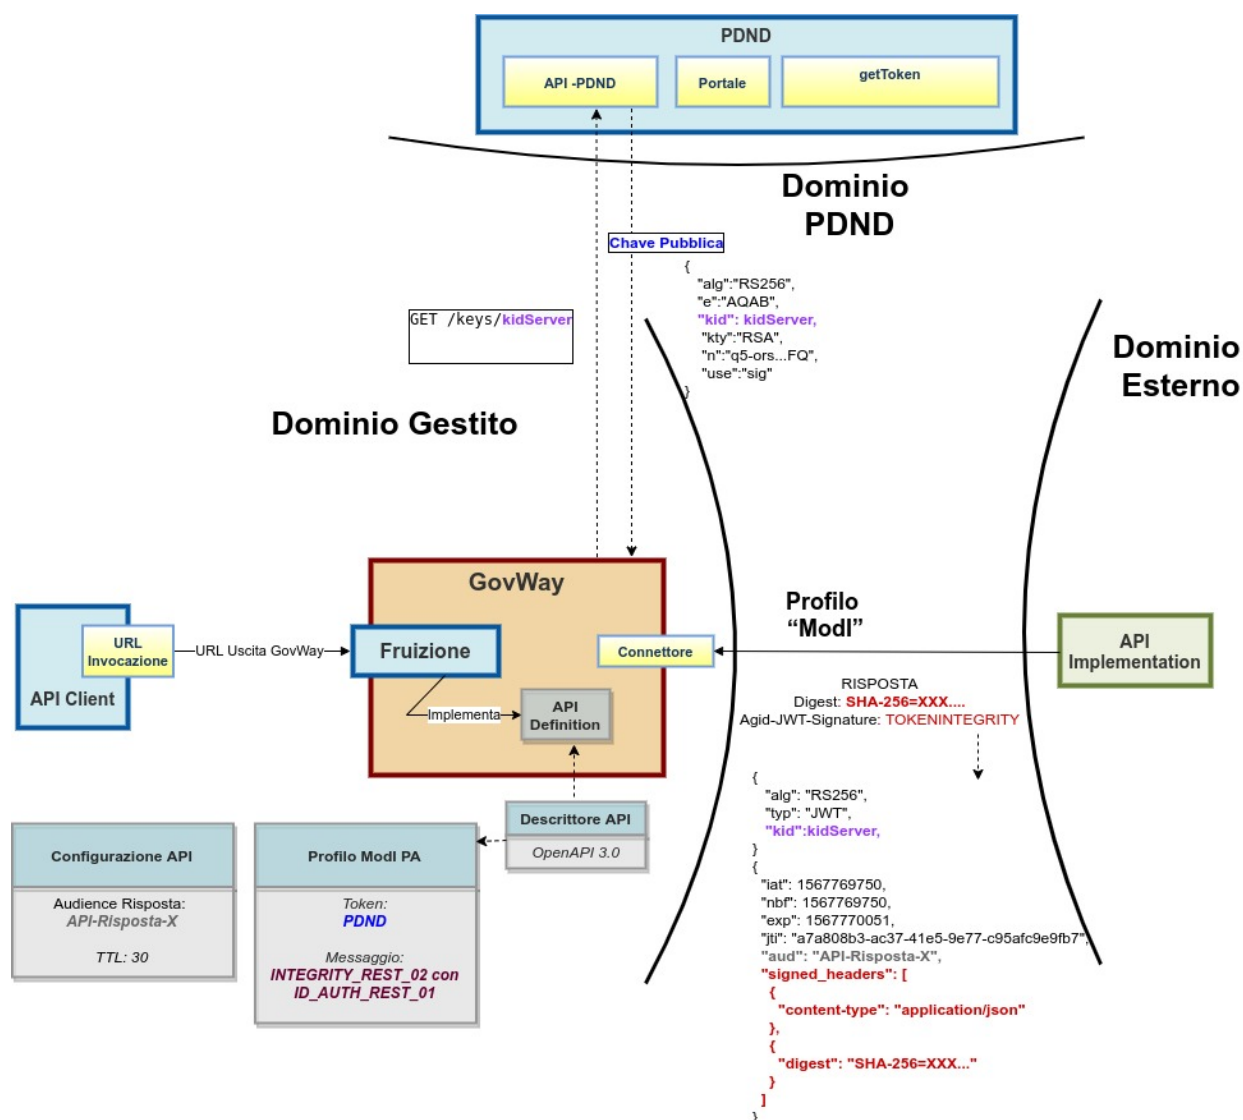 PDND
API -PDND
Portale
getToken
Dominio
PDND
Chave Pubblica
{
"alg":"RS256",
"e":"AQAB",
"kid": kidServer,
"kty":"RSA",
"n":"q5-ors...FQ",
"use":"sig"
}
GET /keys/kidServer
Dominio
Esterno
Dominio Gestito
GovWay
URL
Invocazione
API Client
URL Uscita GovWay
Fruizione
Implementa
API
Definition
Connettore
Profilo
“ModI”
API
Implementation
RISPOSTA
Digest: SHA-256=XXX....
Agid-JWT-Signature: TOKENINTEGRITY
{
"alg": "RS256",
"typ": "JWT",
"kid":kidServer,
}
{
"iat": 1567769750,
"nbf": 1567769750,
"exp": 1567770051,
"jti": "a7a808b3-ac37-41e5-9e77-c95afc9e9fb7",
"aud": "API-Risposta-X",
"signed_headers": [
{
"content-type": "application/json"
},
{
"digest": "SHA-256=XXX..."
}
]
}
Descrittore API
OpenAPI 3.0
Configurazione API
Audience Risposta:
API-Risposta-X
TTL: 30
Profilo ModI PA
Token:
PDND
Messaggio:
INTEGRITY_REST_02 con
ID_AUTH_REST_01